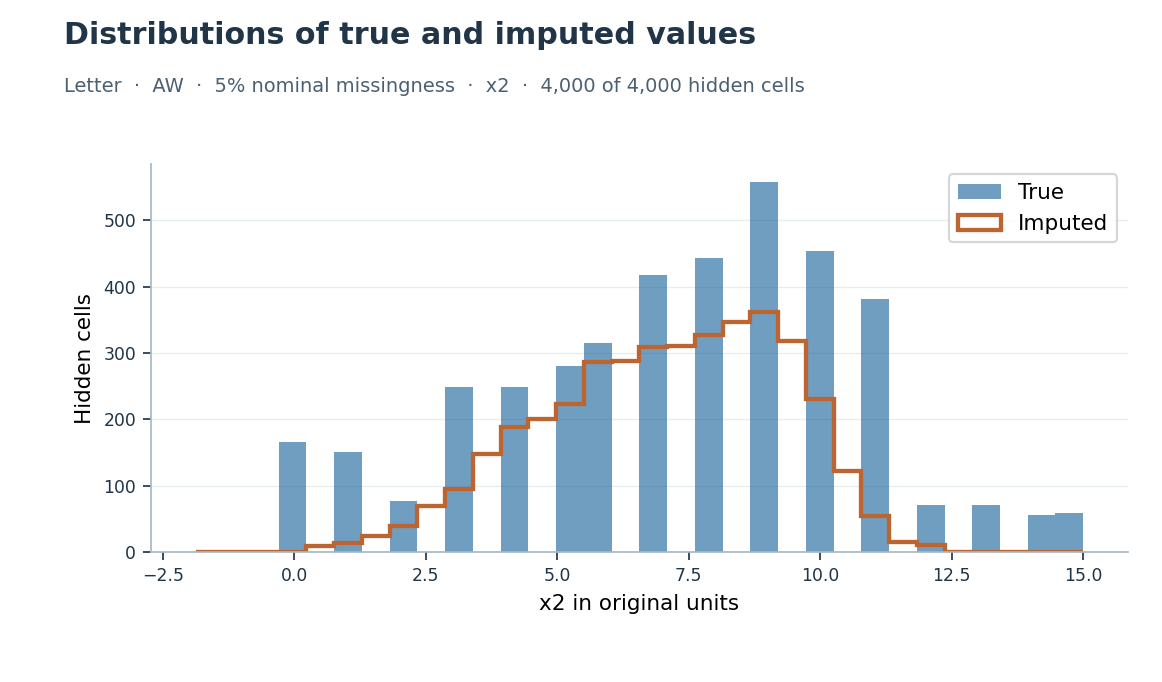 Distributions of true and imputed values
Letter · AW · 5% nominal missingness · x2 · 4,000 of 4,000 hidden cells
True
Imputed
Hidden cells
500
400
300
200
100
0
−2.5 0.0 2.5 5.0 7.5 10.0 12.5 15.0
x2 in original units